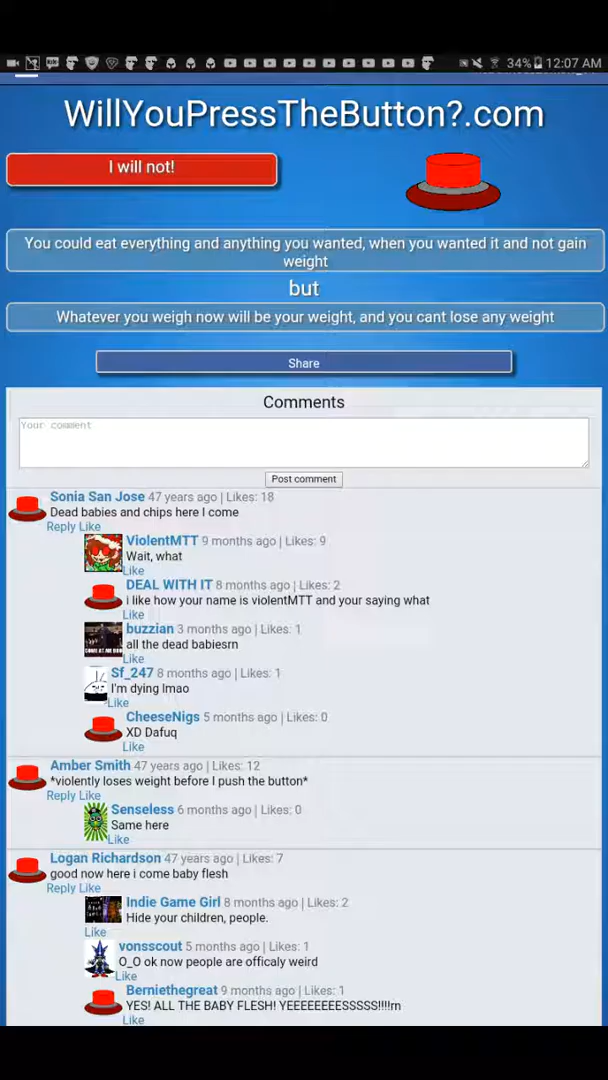 34% 12:07 AM
WillYouPressTheButton?.com
I will not!
You could eat everything and anything you wanted, when you wanted it and not gain
weight
but
Whatever you weigh now will be your weight, and you cant lose any weight
Share
Comments
Your comment
Post comment
Sonia San Jose 47 years ago | Likes: 18
Dead babies and chips here I come
Reply Like
ViolentMTT 9 months ago | Likes: 9
Wait, what
Like
DEAL WITH IT 8 months ago | Likes: 2
i like how your name is violentMTT and your saying what
Like
buzzian 3 months ago | Likes: 1
all the dead babiesrn
Like
Sf_247 8 months ago | Likes: 1
I'm dying lmao
Like
CheeseNigs 5 months ago | Likes: 0
XD Dafuq
Like
Amber Smith 47 years ago | Likes: 12
*violently loses weight before I push the button*
Reply Like
Senseless 6 months ago | Likes: 0
Same here
Like
Logan Richardson 47 years ago | Likes: 7
good now here i come baby flesh
Reply Like
Indie Game Girl 8 months ago | Likes: 2
Hide your children, people.
Like
vonsscout 5 months ago | Likes: 1
O_O ok now people are officaly weird
Like
Berniethegreat 9 months ago | Likes: 1
YES! ALL THE BABY FLESH! YEEEEEEEESSSSS!!!!rn
Like